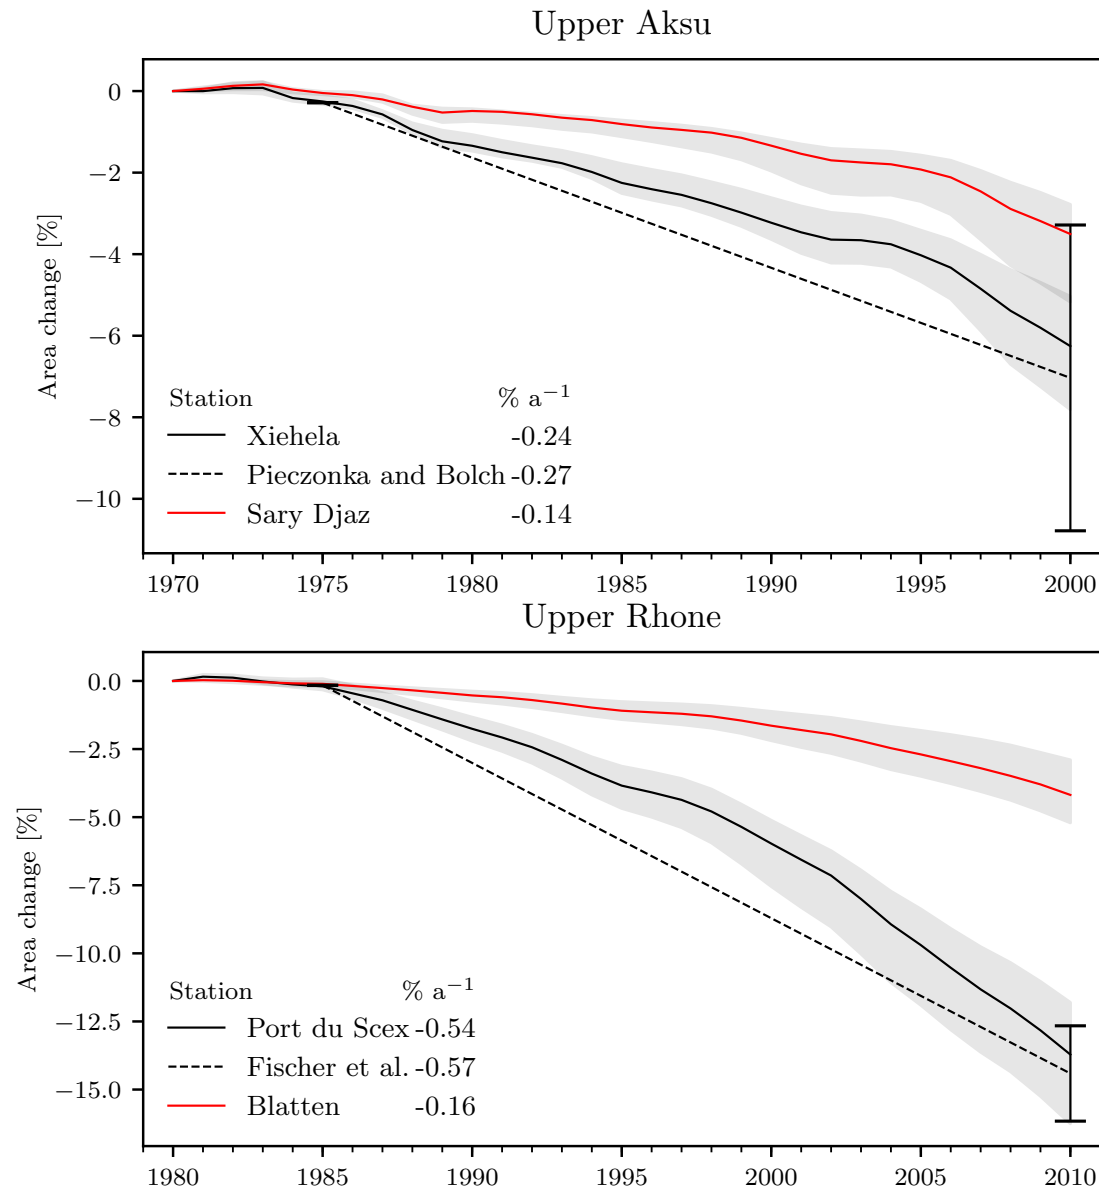 Upper Aksu
0
−2
−4
−6
−8
−10
Area change [%]
Station % a⁻¹
Xiehela -0.24
Pieczonka and Bolch -0.27
Sary Djaz -0.14
1970 1975 1980 1985 1990 1995 2000
Upper Rhone
0.0
−2.5
−5.0
−7.5
−10.0
−12.5
−15.0
Area change [%]
Station % a⁻¹
Port du Scex -0.54
Fischer et al. -0.57
Blatten -0.16
1980 1985 1990 1995 2000 2005 2010